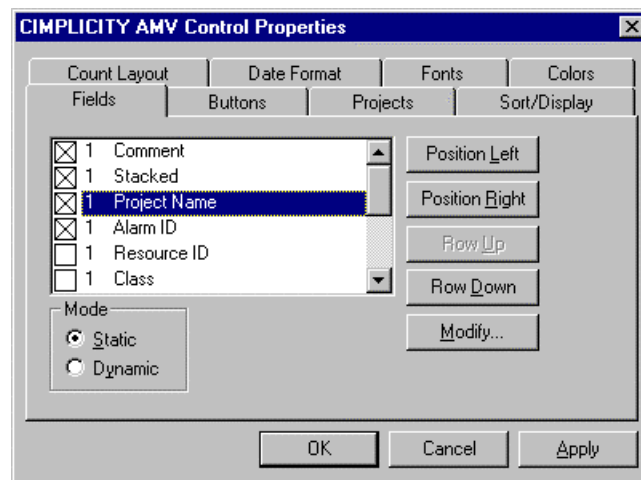 CIMPLICITY AMV Control Properties
Count Layout Date Format Fonts Colors
Fields Buttons Projects Sort/Display
1 Comment
1 Stacked
1 Project Name
1 Alarm ID
1 Resource ID
1 Class
Position Left
Position Right
Row Up
Row Down
Modify...
Mode
Static
Dynamic
OK Cancel Apply